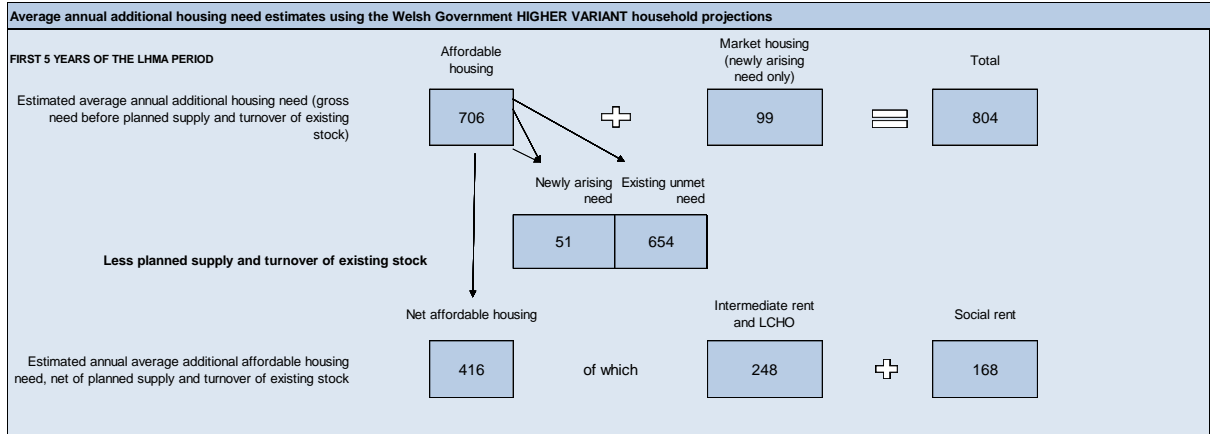 Average annual additional housing need estimates using the Welsh Government HIGHER VARIANT household projections
FIRST 5 YEARS OF THE LHMA PERIOD
Affordable
housing
Market housing
(newly arising
need only)
Total
Estimated average annual additional housing need (gross
need before planned supply and turnover of existing
stock)
706
99
804
Newly arising
need
Existing unmet
need
51
654
Less planned supply and turnover of existing stock
Net affordable housing
Intermediate rent
and LCHO
Social rent
Estimated annual average additional affordable housing
need, net of planned supply and turnover of existing stock
416
of which
248
168